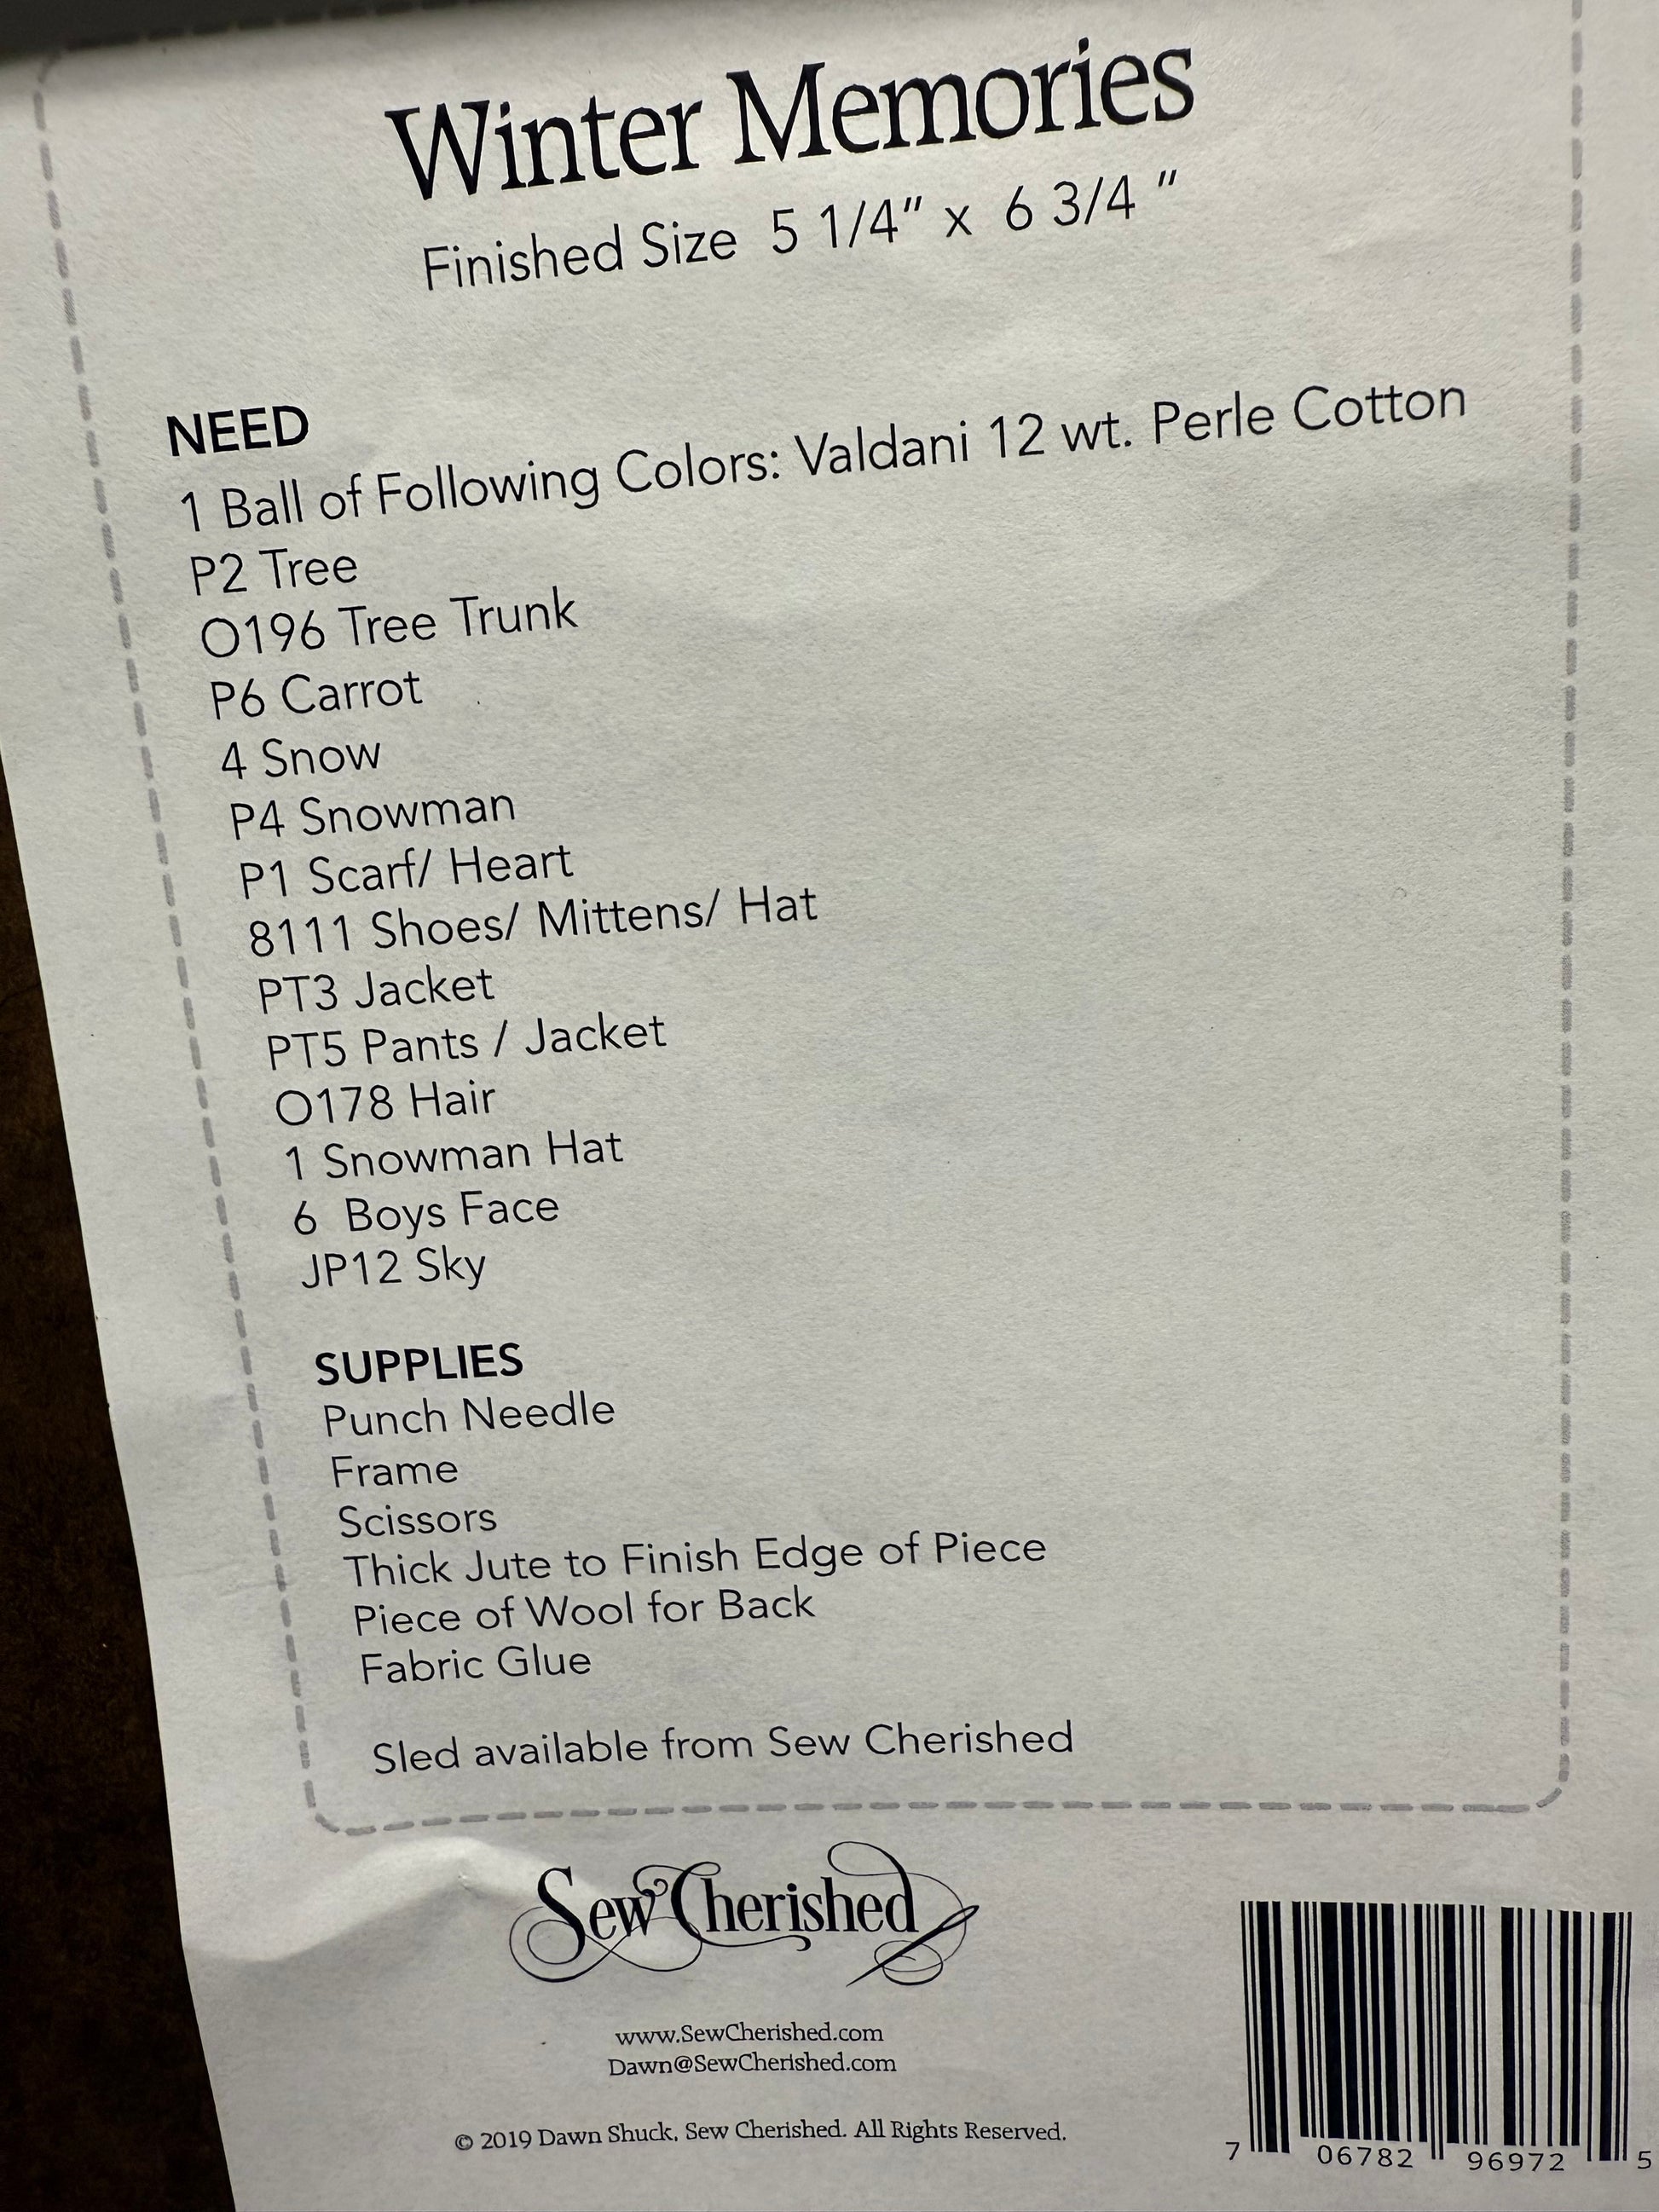 Winter Memories
Finished Size 5 1/4" x 6 3/4 "
NEED
1 Ball of Following Colors: Valdani 12 wt. Perle Cotton
P2 Tree
O196 Tree Trunk
P6 Carrot
4 Snow
P4 Snowman
P1 Scarf/ Heart
8111 Shoes/ Mittens/ Hat
PT3 Jacket
PT5 Pants / Jacket
O178 Hair
1 Snowman Hat
6 Boys Face
JP12 Sky
SUPPLIES
Punch Needle
Frame
Scissors
Thick Jute to Finish Edge of Piece
Piece of Wool for Back
Fabric Glue
Sled available from Sew Cherished
Sew Cherished
www.SewCherished.com
Dawn@SewCherished.com
© 2019 Dawn Shuck, Sew Cherished. All Rights Reserved.
7 06782 96972 5